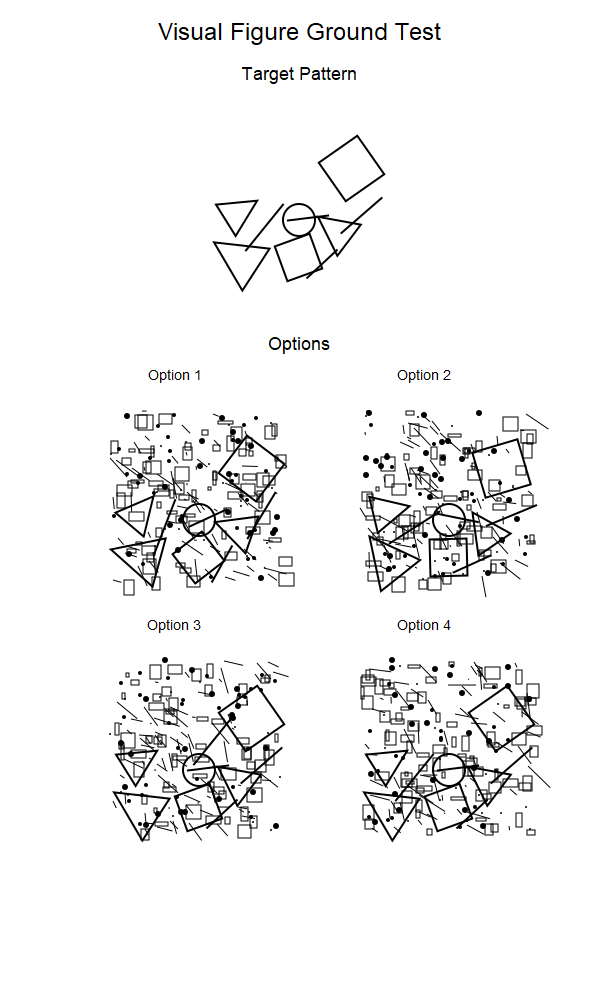 Visual Figure Ground Test
Target Pattern
Options
Option 1
Option 2
Option 3
Option 4